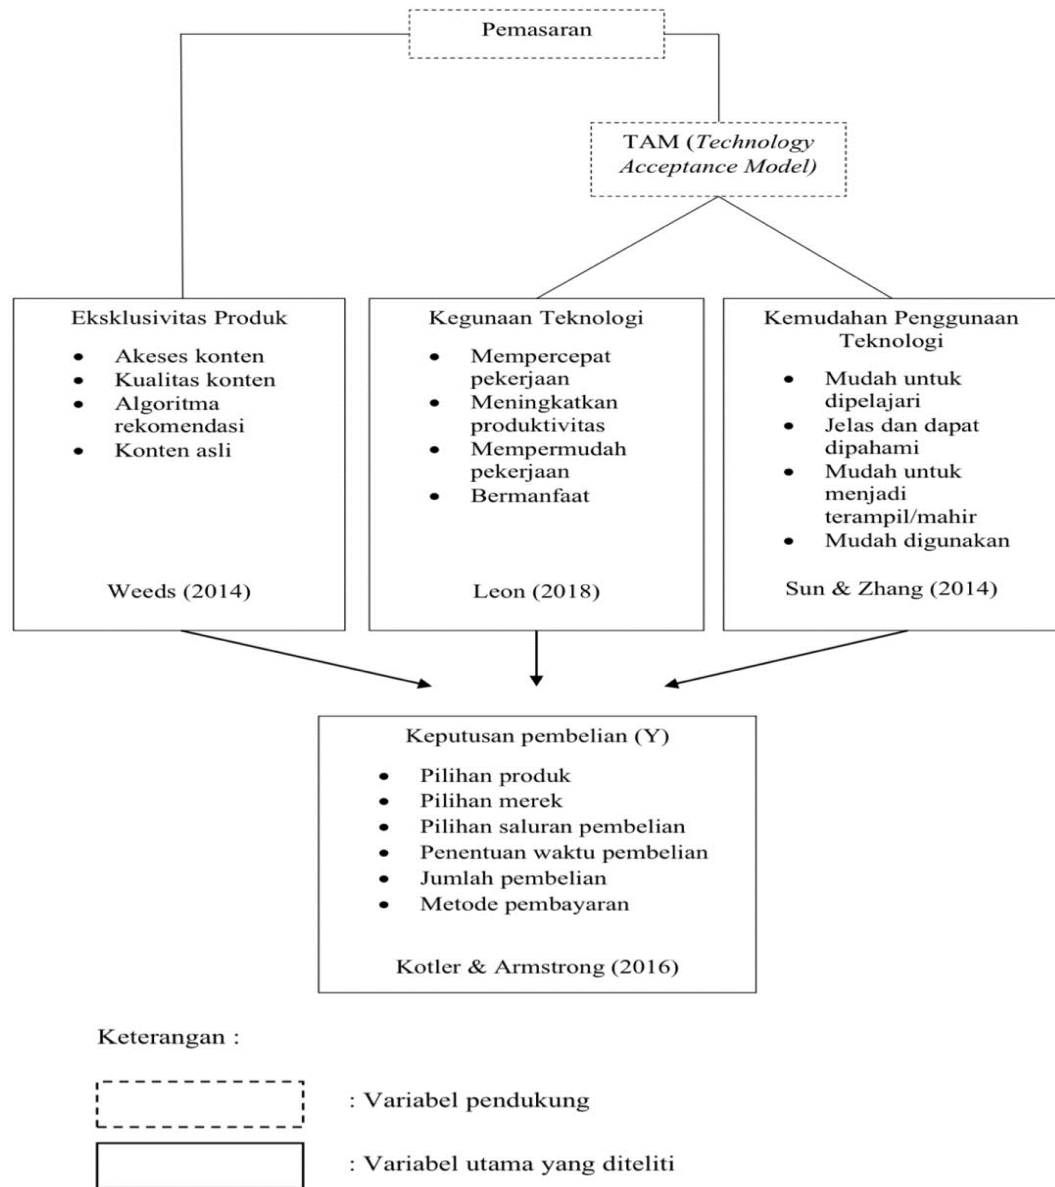 Pemasaran
TAM (Technology
Acceptance Model)
Eksklusivitas Produk
• Akeses konten
• Kualitas konten
• Algoritma
rekomendasi
• Konten asli
Weeds (2014)
Kegunaan Teknologi
• Mempercepat
pekerjaan
• Meningkatkan
produktivitas
• Mempermudah
pekerjaan
• Bermanfaat
Leon (2018)
Kemudahan Penggunaan
Teknologi
• Mudah untuk
dipelajari
• Jelas dan dapat
dipahami
• Mudah untuk
menjadi
terampil/mahir
• Mudah digunakan
Sun & Zhang (2014)
Keputusan pembelian (Y)
• Pilihan produk
• Pilihan merek
• Pilihan saluran pembelian
• Penentuan waktu pembelian
• Jumlah pembelian
• Metode pembayaran
Kotler & Armstrong (2016)
Keterangan :
: Variabel pendukung
: Variabel utama yang diteliti